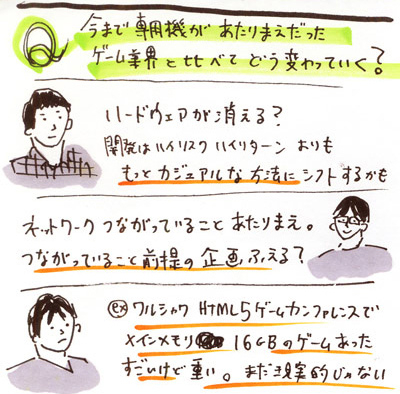 Q 今まで専用機があたりまえだった
ゲーム業界と比べてどう変わっていく?
ハードウェアが消える?
開発はハイリスクハイリターンよりも
もっとカジュアルな方法にシフトするかも
ネットワークつながっていることあたりまえ。
つながっていること前提の企画ふえる?
ex ワルシャワ HTML5ゲームカンファレンスで
メインメモリ 16GBのゲームあった
すごいけど重い。まだ現実的じゃない